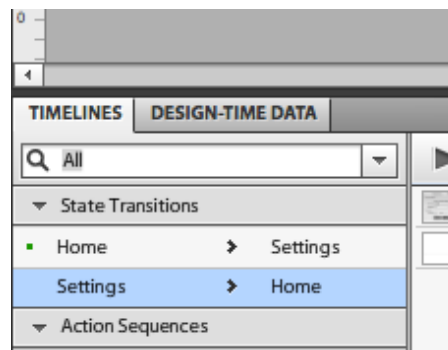 0
TIMELINES DESIGN-TIME DATA
All
State Transitions
Home Settings
Settings Home
Action Sequences